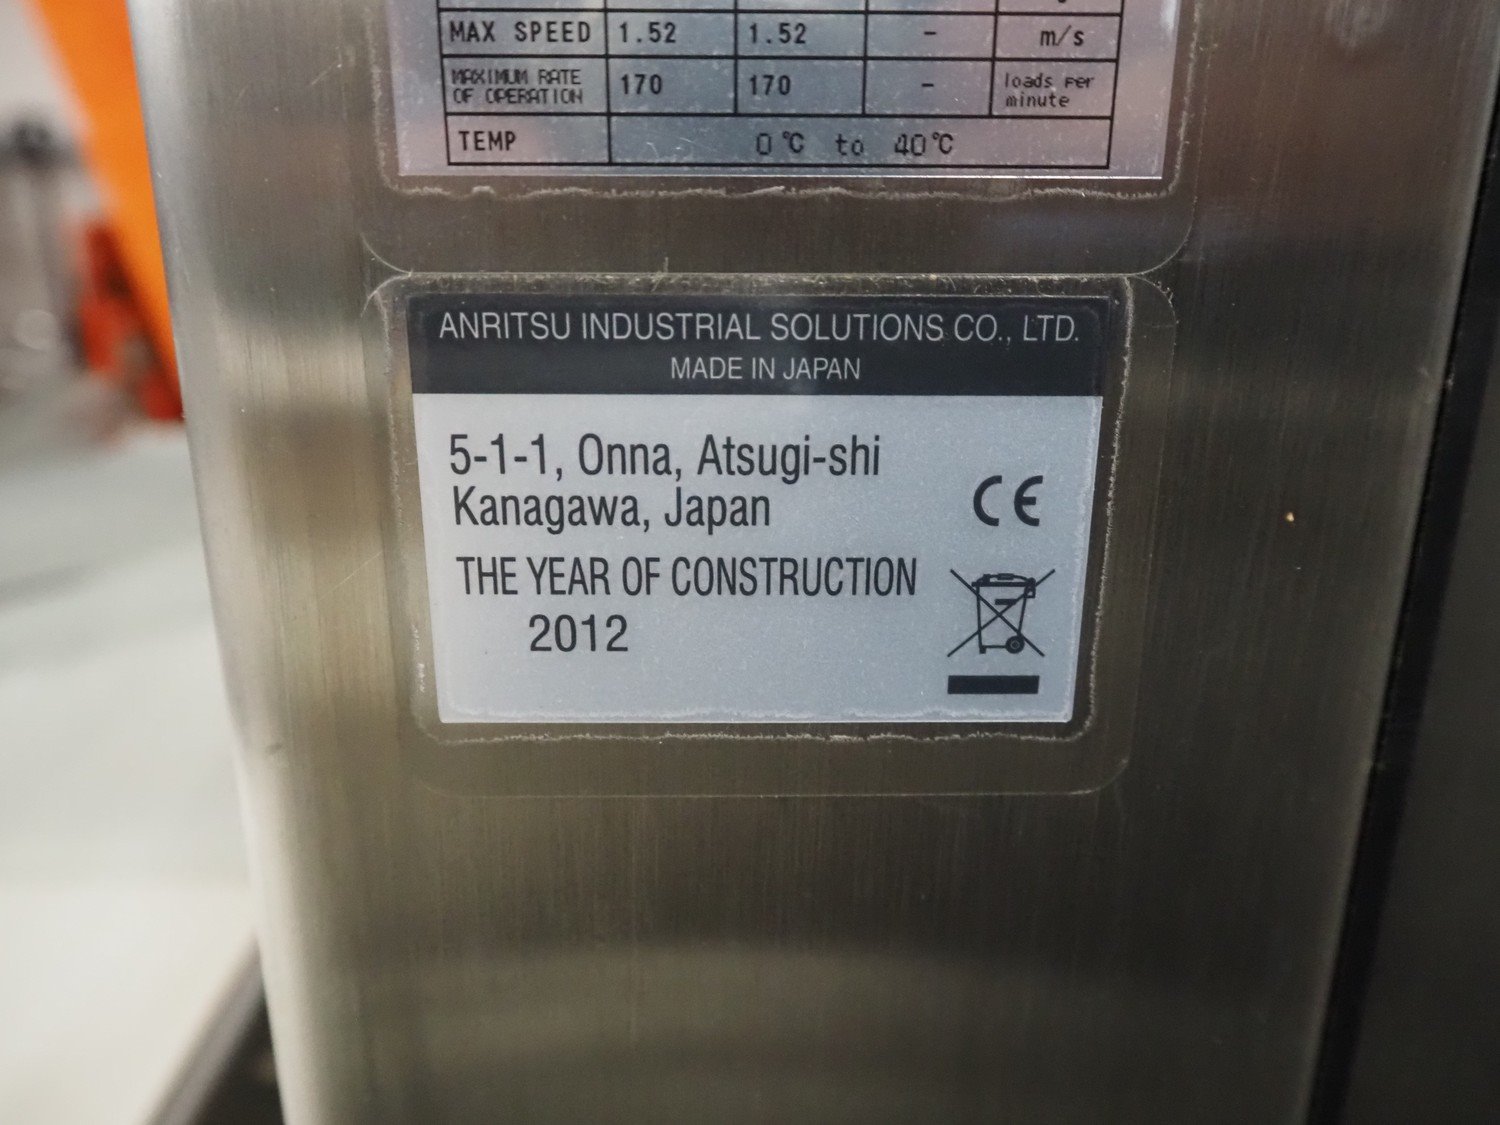 MAX SPEED 1.52 1.52 - m/s
MAXIMUM RATE OF OPERATION 170 170 - loads per minute
TEMP 0℃ to 40℃
ANRITSU INDUSTRIAL SOLUTIONS CO., LTD.
MADE IN JAPAN
5-1-1, Onna, Atsugi-shi
Kanagawa, Japan
CE
THE YEAR OF CONSTRUCTION
2012